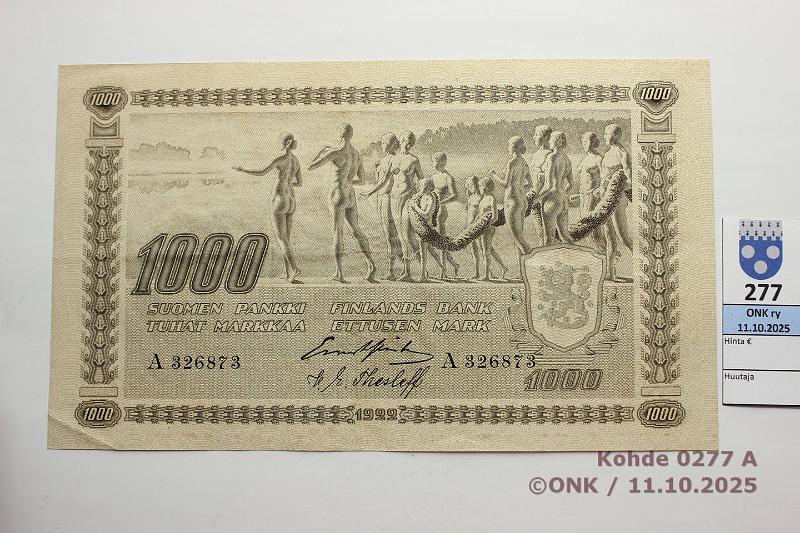 1000 1000
1000
SUOMEN PANKKI FINLANDS BANK
TUHAT MARKKAA ETTUSEN MARK
A 326873 A 326873
A. G. Thesleff
1000
1000 1922 1000
277
ONK ry
11.10.2025
Hinta €
Huutaja
Kohde 0277 A
©ONK / 11.10.2025